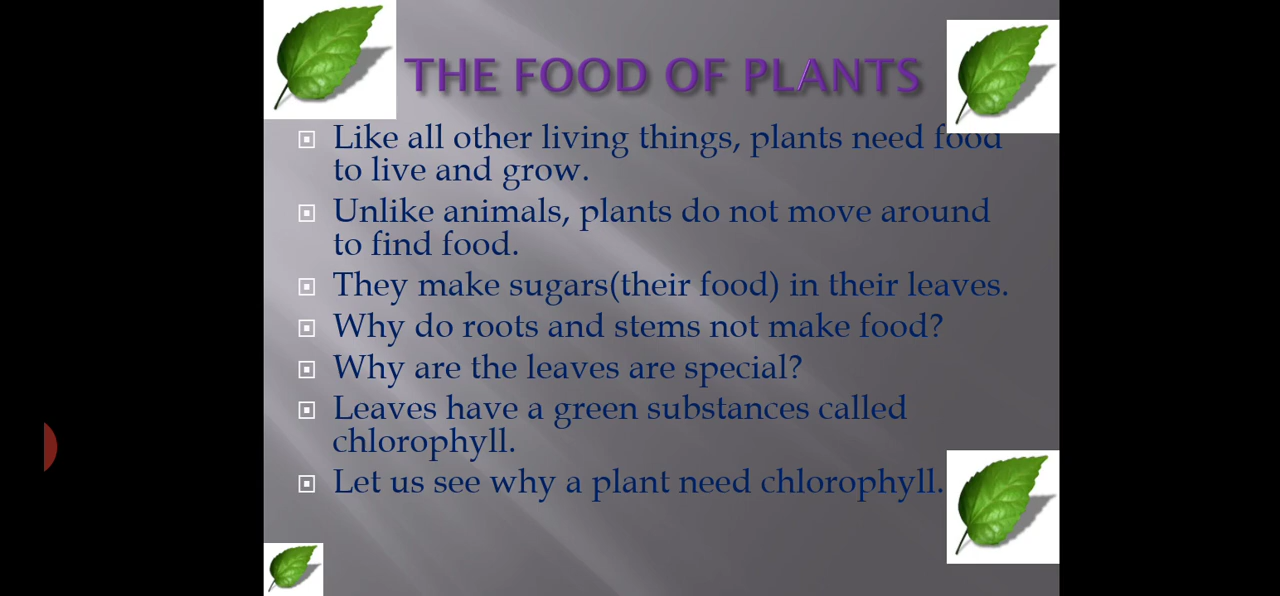 THE FOOD OF PLANTS
Like all other living things, plants need food
to live and grow.
Unlike animals, plants do not move around
to find food.
They make sugars(their food) in their leaves.
Why do roots and stems not make food?
Why are the leaves are special?
Leaves have a green substances called
chlorophyll.
Let us see why a plant need chlorophyll.